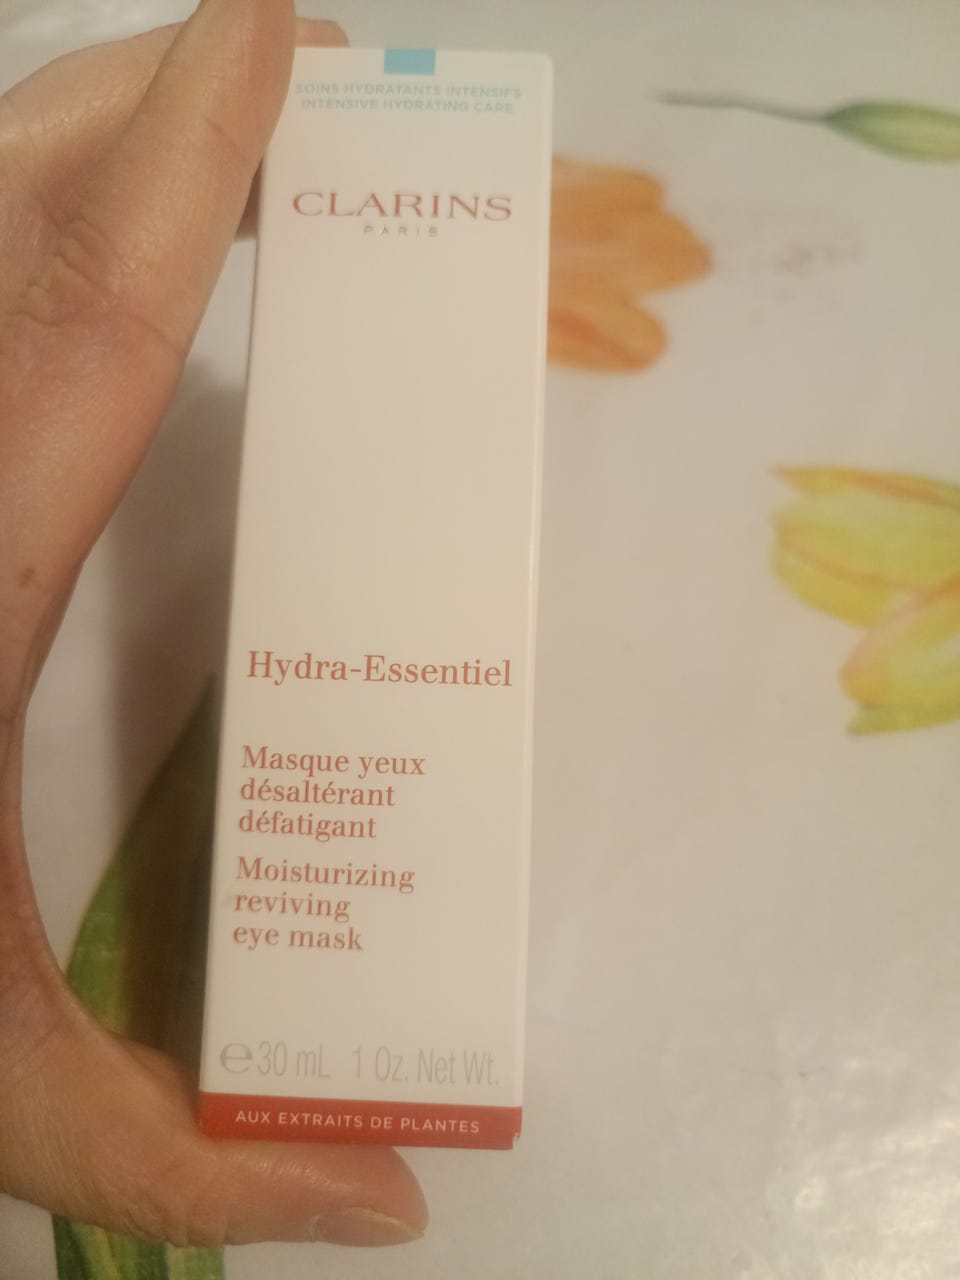 SOINS HYDRATANTS INTENSIFS
INTENSIVE HYDRATING CARE
CLARINS
PARIS
Hydra-Essentiel
Masque yeux
désaltérant
défatigant
Moisturizing
reviving
eye mask
℮ 30 mL 1 Oz. Net Wt.
AUX EXTRAITS DE PLANTES